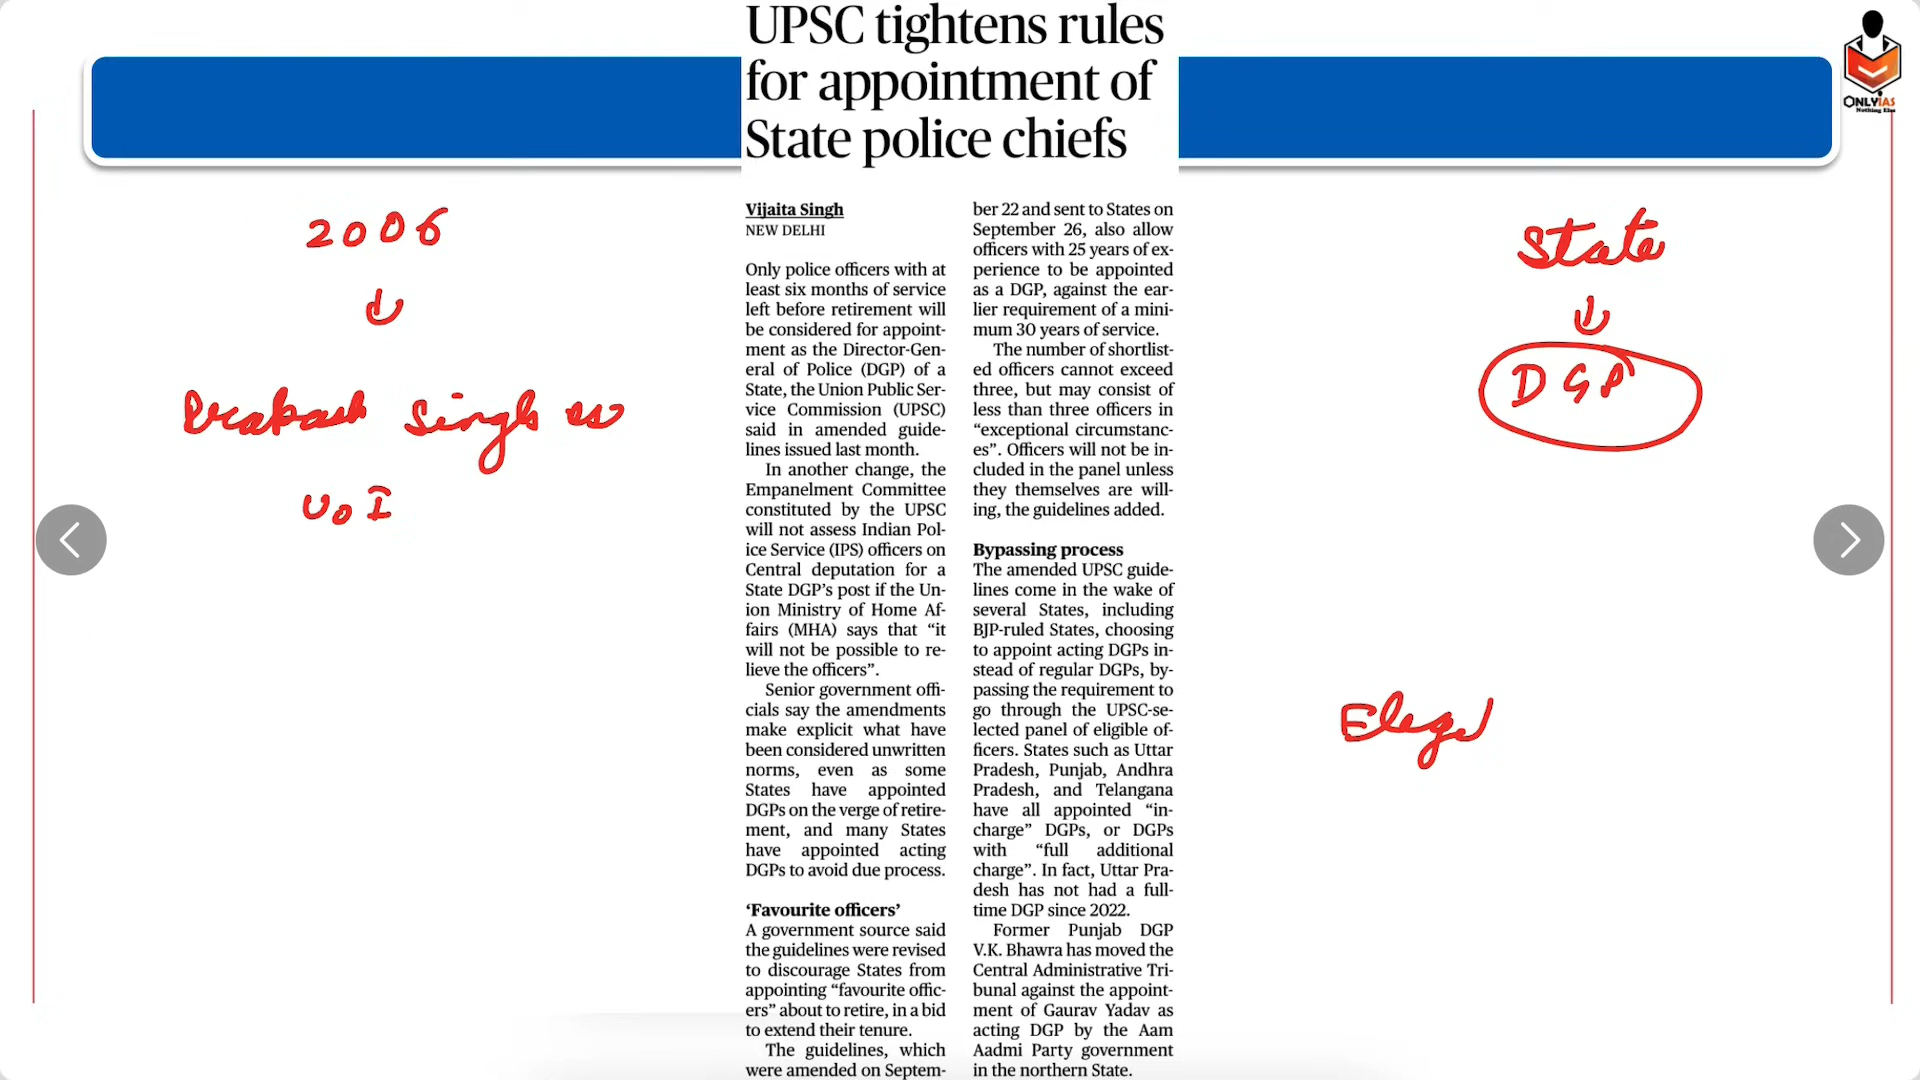 UPSC tightens rules
for appointment of
State police chiefs
ONLYIAS
Nothing Else
2006
Prakash Singh vs
UOI
State
DGP
Vijaita Singh
NEW DELHI
Only police officers with at
least six months of service
left before retirement will
be considered for appoint-
ment as the Director-Gen-
eral of Police (DGP) of a
State, the Union Public Ser-
vice Commission (UPSC)
said in amended guide-
lines issued last month.
In another change, the
Empanelment Committee
constituted by the UPSC
will not assess Indian Pol-
ice Service (IPS) officers on
Central deputation for a
State DGP's post if the Un-
ion Ministry of Home Af-
fairs (MHA) says that “it
will not be possible to re-
lieve the officers”.
Senior government offi-
cials say the amendments
make explicit what have
been considered unwritten
norms, even as some
States have appointed
DGPs on the verge of retire-
ment, and many States
have appointed acting
DGPs to avoid due process.
‘Favourite officers’
A government source said
the guidelines were revised
to discourage States from
appointing “favourite offic-
ers” about to retire, in a bid
to extend their tenure.
The guidelines, which
were amended on Septem-
ber 22 and sent to States on
September 26, also allow
officers with 25 years of ex-
perience to be appointed
as a DGP, against the ear-
lier requirement of a mini-
mum 30 years of service.
The number of shortlist-
ed officers cannot exceed
three, but may consist of
less than three officers in
“exceptional circumstanc-
es”. Officers will not be in-
cluded in the panel unless
they themselves are will-
ing, the guidelines added.
Bypassing process
The amended UPSC guide-
lines come in the wake of
several States, including
BJP-ruled States, choosing
to appoint acting DGPs in-
stead of regular DGPs, by-
passing the requirement to
go through the UPSC-se-
lected panel of eligible of-
ficers. States such as Uttar
Pradesh, Punjab, Andhra
Pradesh, and Telangana
have all appointed “in-
charge” DGPs, or DGPs
with “full additional
charge”. In fact, Uttar Pra-
desh has not had a full-
time DGP since 2022.
Former Punjab DGP
V.K. Bhawra has moved the
Central Administrative Tri-
bunal against the appoint-
ment of Gaurav Yadav as
acting DGP by the Aam
Aadmi Party government
in the northern State.